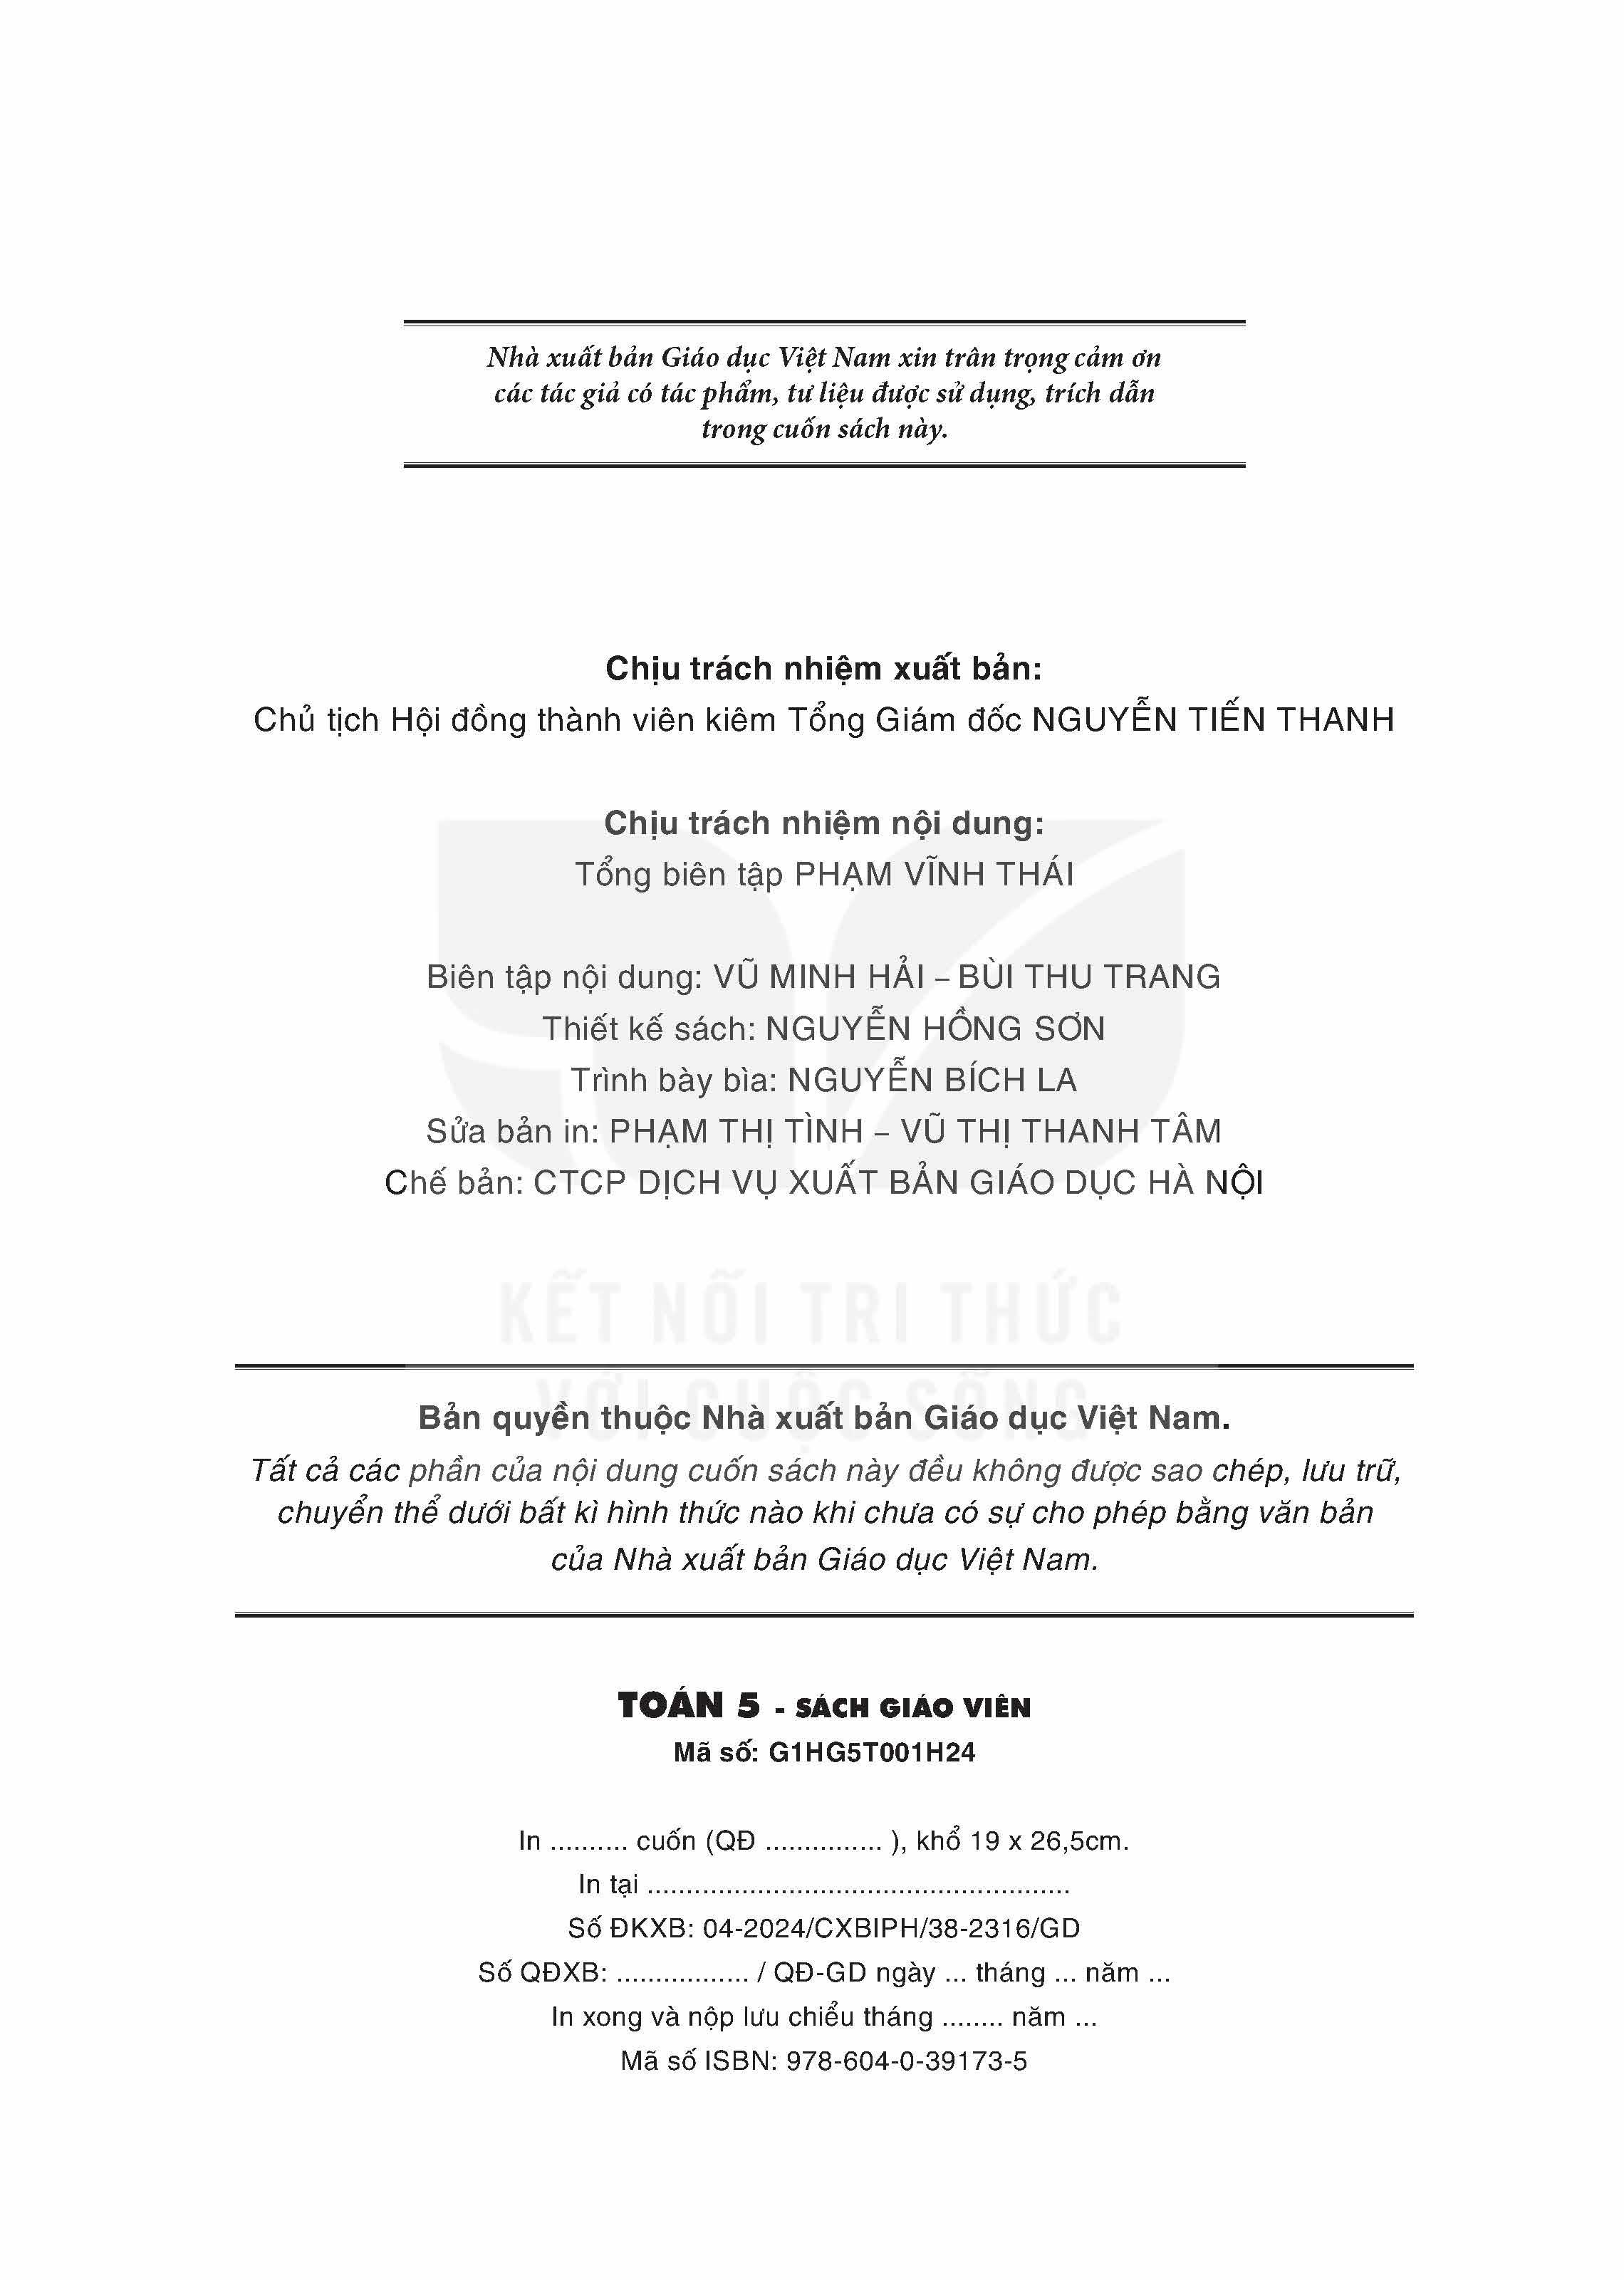 Nhà xuất bản Giáo dục Việt Nam xin trân trọng cảm ơn
các tác giả có tác phẩm, tư liệu được sử dụng, trích dẫn
trong cuốn sách này.
Chịu trách nhiệm xuất bản:
Chủ tịch Hội đồng thành viên kiêm Tổng Giám đốc NGUYỄN TIẾN THANH
Chịu trách nhiệm nội dung:
Tổng biên tập PHẠM VĨNH THÁI
Biên tập nội dung: VŨ MINH HẢI – BÙI THU TRANG
Thiết kế sách: NGUYỄN HỒNG SƠN
Trình bày bìa: NGUYỄN BÍCH LA
Sửa bản in: PHẠM THỊ TÌNH – VŨ THỊ THANH TÂM
Chế bản: CTCP DỊCH VỤ XUẤT BẢN GIÁO DỤC HÀ NỘI
KẾT NỐI TRI THỨC
VỚI CUỘC SỐNG
Bản quyền thuộc Nhà xuất bản Giáo dục Việt Nam.
Tất cả các phần của nội dung cuốn sách này đều không được sao chép, lưu trữ,
chuyển thể dưới bất kì hình thức nào khi chưa có sự cho phép bằng văn bản
của Nhà xuất bản Giáo dục Việt Nam.
TOÁN 5 - SÁCH GIÁO VIÊN
Mã số: G1HG5T001H24
In .......... cuốn (QĐ ............... ), khổ 19 x 26,5cm.
In tại ......................................................
Số ĐKXB: 04-2024/CXBIPH/38-2316/GD
Số QĐXB: ................. / QĐ-GD ngày ... tháng ... năm ...
In xong và nộp lưu chiểu tháng ........ năm ...
Mã số ISBN: 978-604-0-39173-5